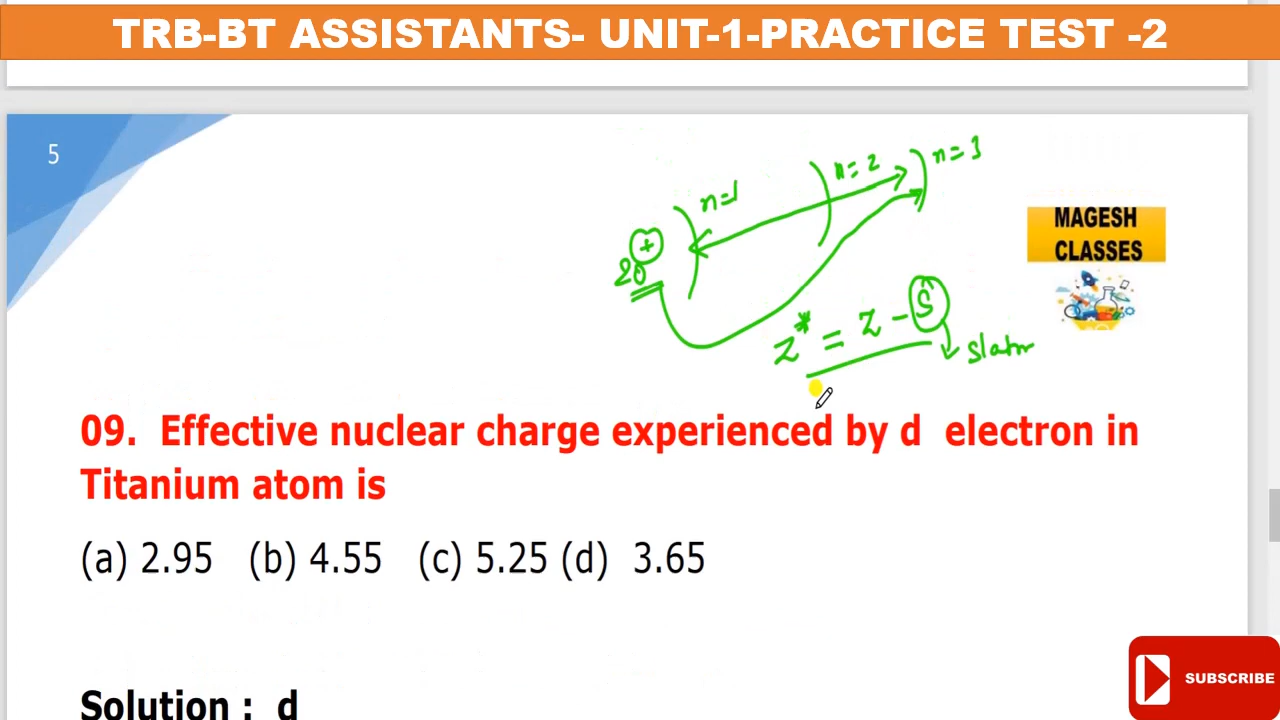 TRB-BT ASSISTANTS- UNIT-1-PRACTICE TEST -2
5
n=1
n=2
n=3
+
20
MAGESH
CLASSES
Z* = Z - S
Slator
09. Effective nuclear charge experienced by d electron in
Titanium atom is
(a) 2.95 (b) 4.55 (c) 5.25 (d) 3.65
Solution : d
SUBSCRIBE